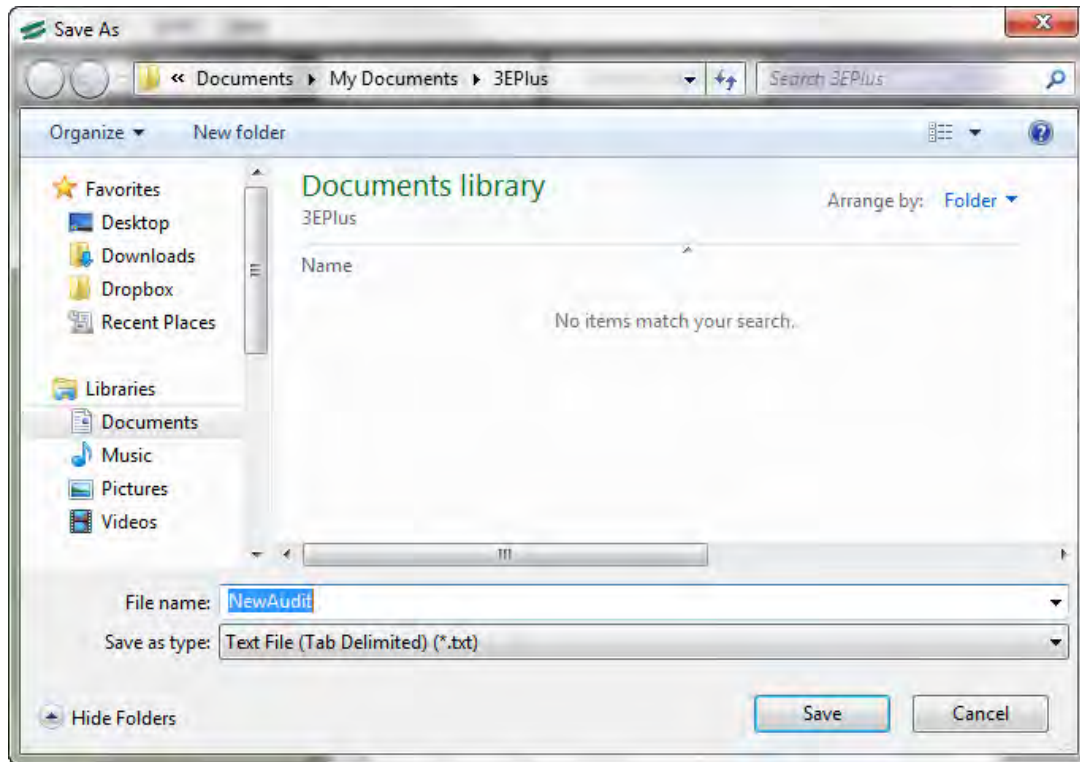 Save As
« Documents ▸ My Documents ▸ 3EPlus
Search 3EPlus
Organize
New folder
Favorites
Desktop
Downloads
Dropbox
Recent Places
Libraries
Documents
Music
Pictures
Videos
Documents library
3EPlus
Arrange by: Folder
Name
No items match your search.
File name: NewAudit
Save as type: Text File (Tab Delimited) (*.txt)
Hide Folders
Save
Cancel